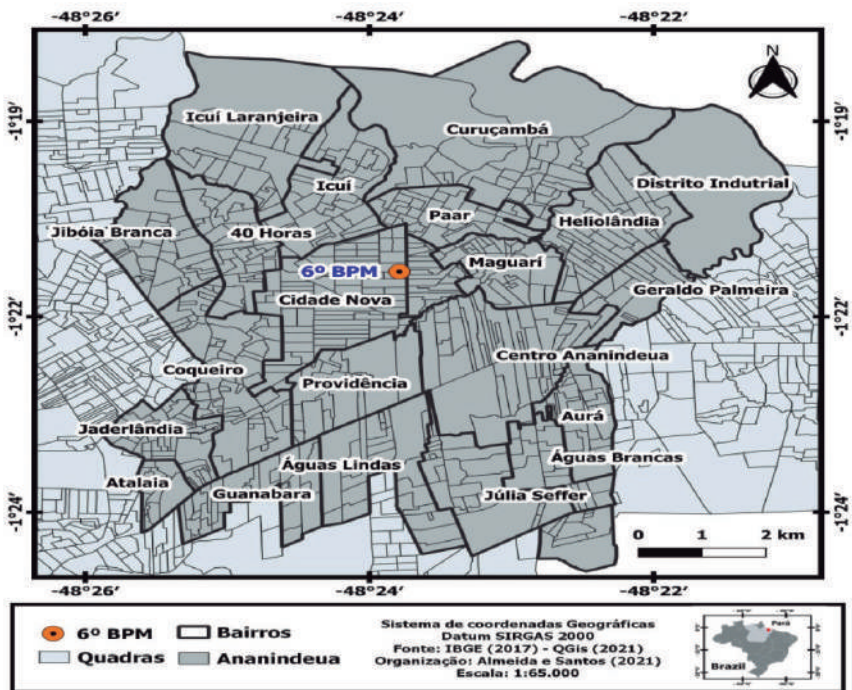 -48°26' -48°24' -48°22'
N
-1°19' -1°19'
Icuí Laranjeira
Curuçambá
Icuí
Distrito Indutrial
Paar
Heliolândia
Jibóia Branca
40 Horas
Maguarí
6º BPM
Geraldo Palmeira
Cidade Nova
-1°22' -1°22'
Centro Ananindeua
Coqueiro
Providência
Aurá
Jaderlândia
Águas Brancas
Águas Lindas
Atalaia
Guanabara
Júlia Seffer
-1°24' -1°24'
0 1 2 km
-48°26' -48°24' -48°22'
6º BPM
Bairros
Quadras
Ananindeua
Sistema de coordenadas Geográficas
Datum SIRGAS 2000
Fonte: IBGE (2017) - QGis (2021)
Organização: Almeida e Santos (2021)
Escala: 1:65.000
Pará
Brazil